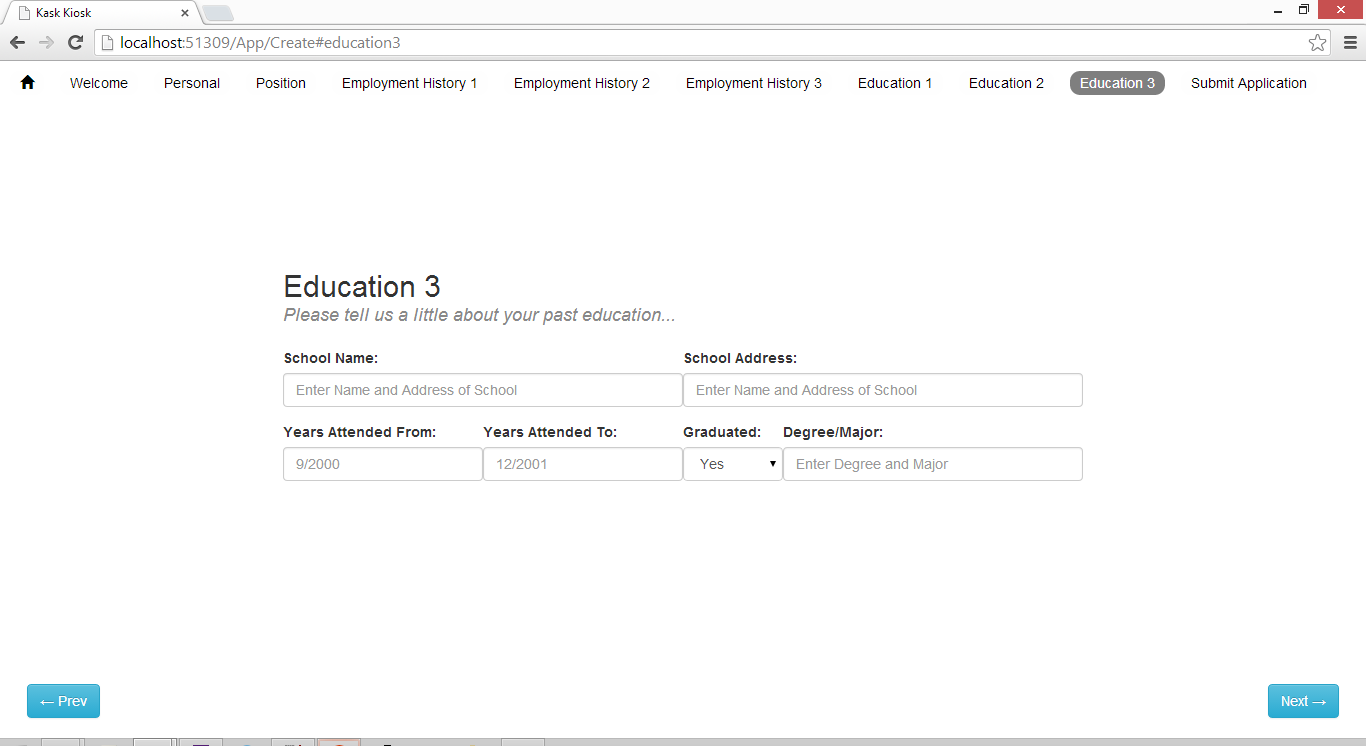 Kask Kiosk
localhost:51309/App/Create#education3
Welcome Personal Position Employment History 1 Employment History 2 Employment History 3 Education 1 Education 2 Education 3 Submit Application
Education 3
Please tell us a little about your past education...
School Name: School Address:
Enter Name and Address of School Enter Name and Address of School
Years Attended From: Years Attended To: Graduated: Degree/Major:
9/2000 12/2001 Yes Enter Degree and Major
← Prev Next →